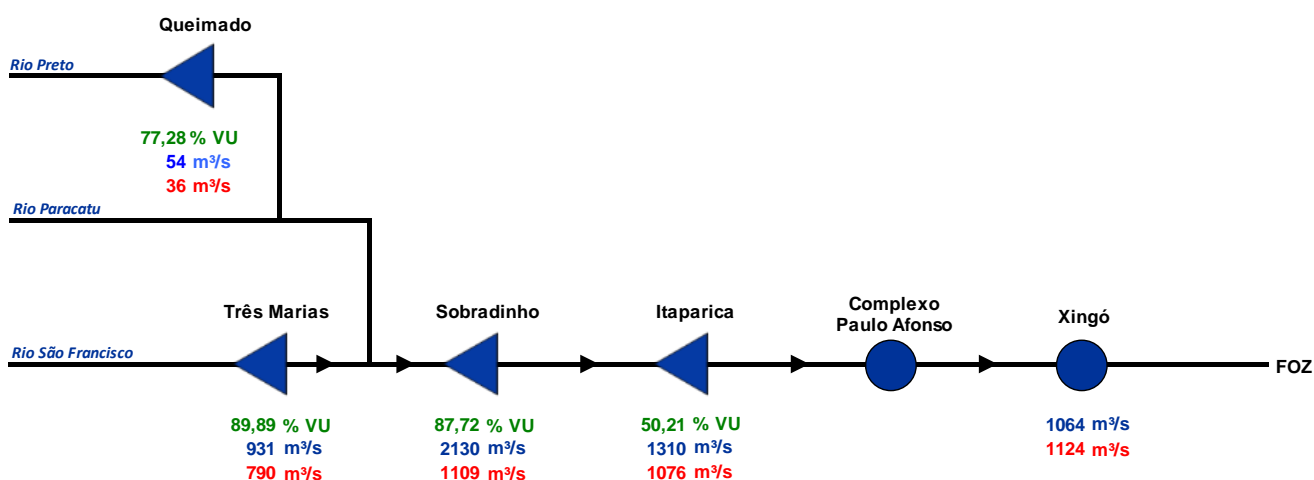 Queimado
Rio Preto
77,28 % VU
54 m³/s
36 m³/s
Rio Paracatu
Três Marias
Sobradinho
Itaparica
Complexo
Paulo Afonso
Xingó
Rio São Francisco
FOZ
89,89 % VU
931 m³/s
790 m³/s
87,72 % VU
2130 m³/s
1109 m³/s
50,21 % VU
1310 m³/s
1076 m³/s
1064 m³/s
1124 m³/s